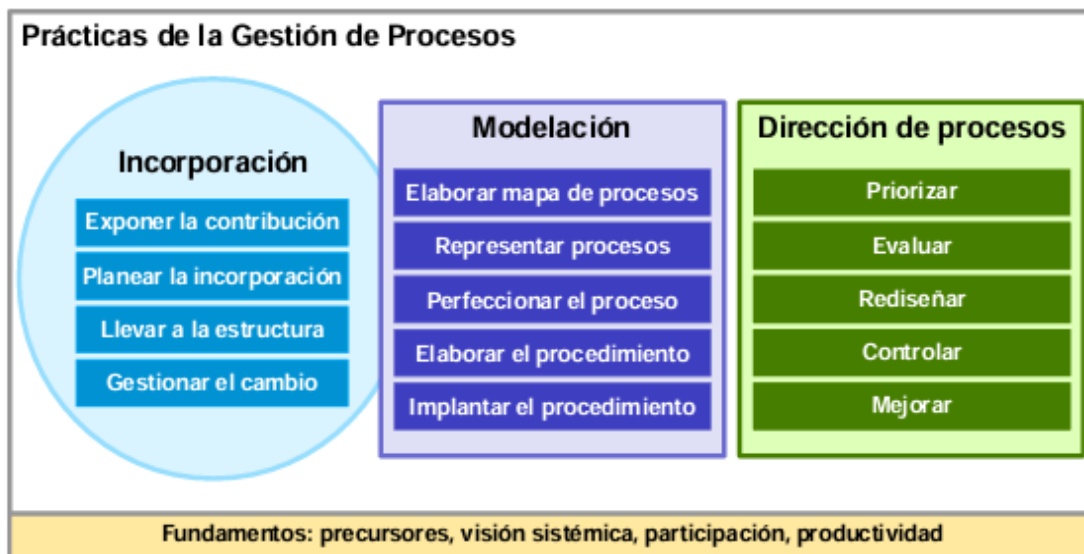 Prácticas de la Gestión de Procesos
Incorporación
Exponer la contribución
Planear la incorporación
Llevar a la estructura
Gestionar el cambio
Modelación
Elaborar mapa de procesos
Representar procesos
Perfeccionar el proceso
Elaborar el procedimiento
Implantar el procedimiento
Dirección de procesos
Priorizar
Evaluar
Rediseñar
Controlar
Mejorar
Fundamentos: precursores, visión sistémica, participación, productividad